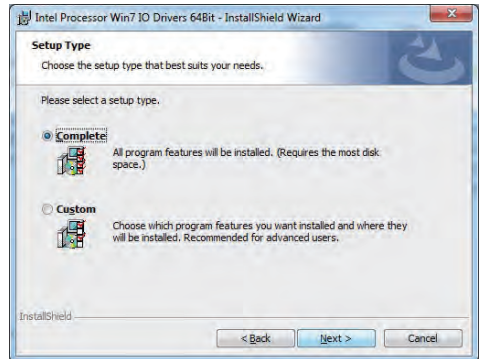 Intel Processor Win7 IO Drivers 64Bit - InstallShield Wizard
Setup Type
Choose the setup type that best suits your needs.
Please select a setup type.
Complete
All program features will be installed. (Requires the most disk
space.)
Custom
Choose which program features you want installed and where they
will be installed. Recommended for advanced users.
InstallShield
< Back Next > Cancel